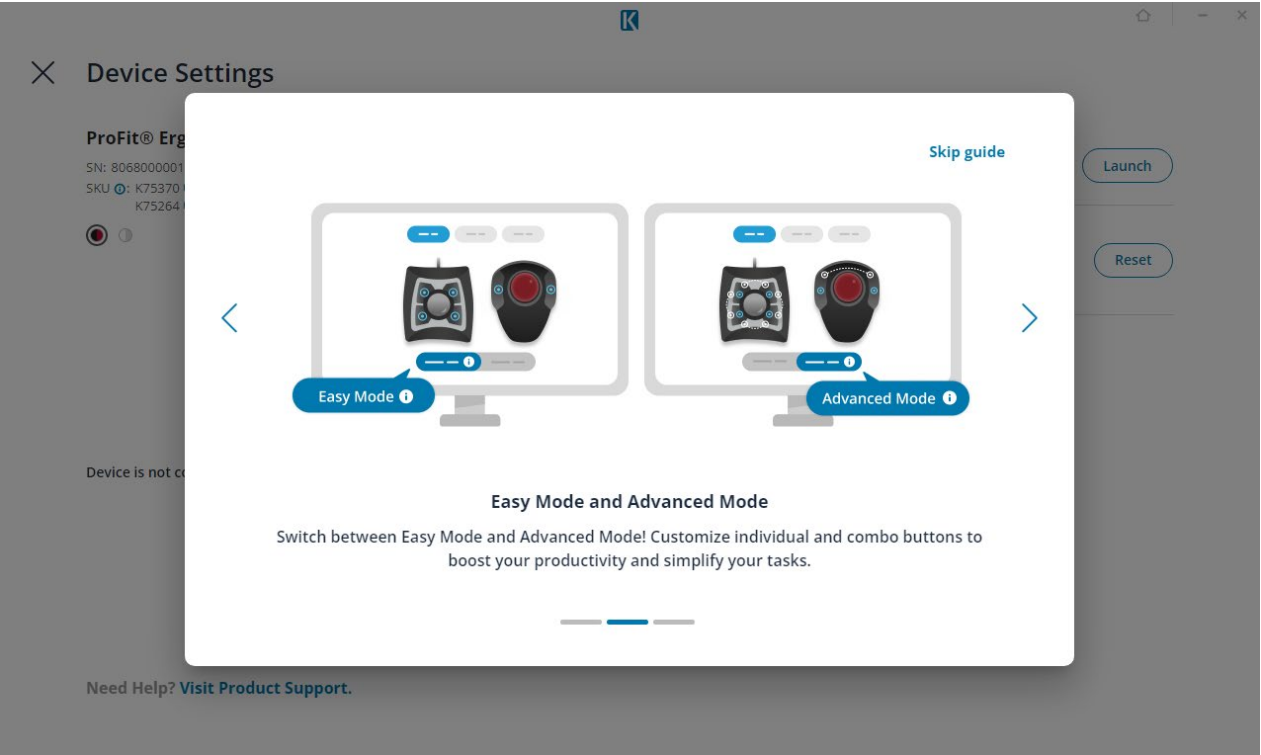 K
Device Settings
ProFit® Erg
SN: 8068000001
SKU : K75370
K75264
Launch
Reset
Skip guide
Easy Mode
Advanced Mode
Device is not c
Easy Mode and Advanced Mode
Switch between Easy Mode and Advanced Mode! Customize individual and combo buttons to
boost your productivity and simplify your tasks.
Need Help? Visit Product Support.